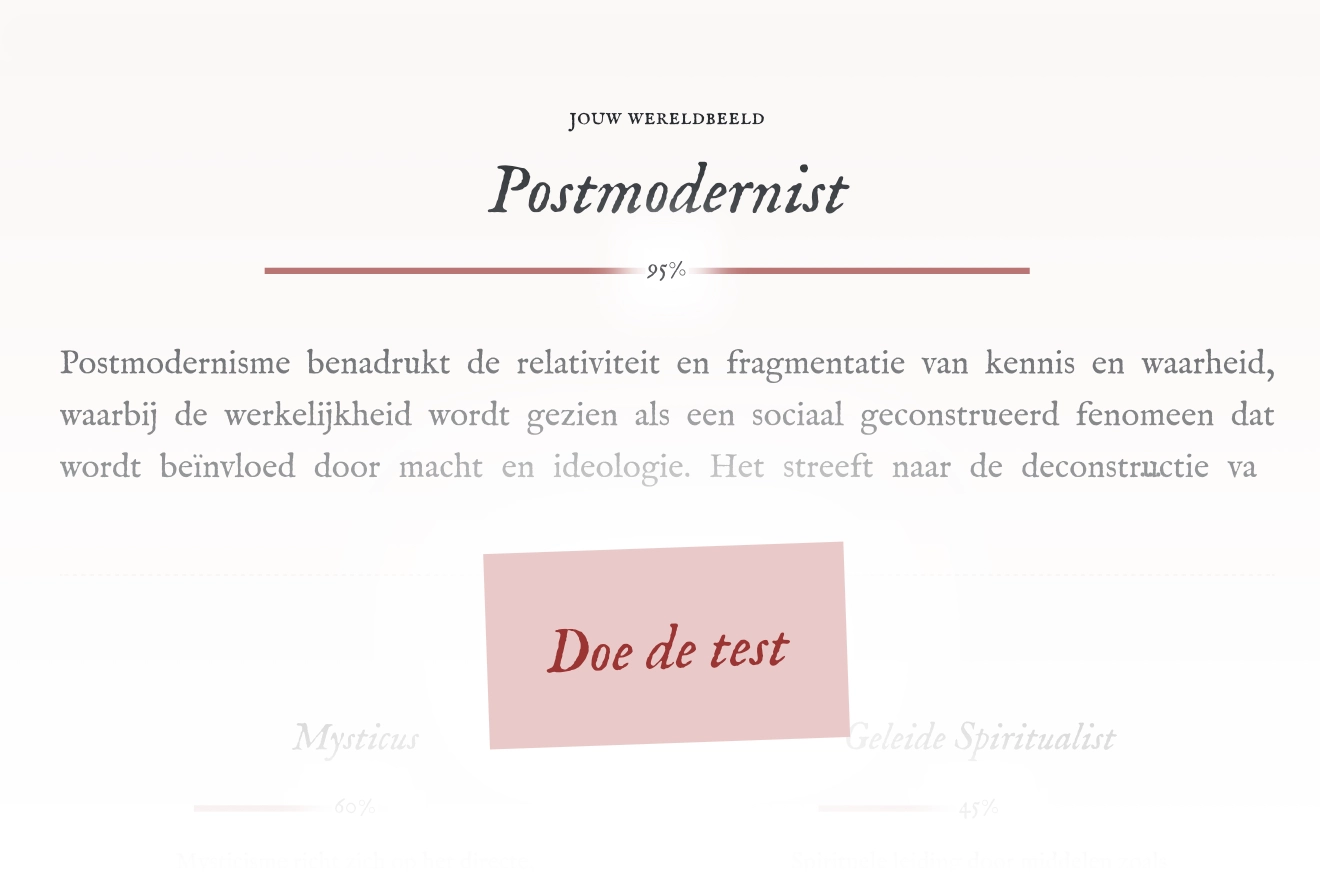 JOUW WERELDBEELD
Postmodernist
95%
Postmodernisme benadrukt de relativiteit en fragmentatie van kennis en waarheid,
waarbij de werkelijkheid wordt gezien als een sociaal geconstrueerd fenomeen dat
wordt beïnvloed door macht en ideologie. Het streeft naar de deconstructie va
Doe de test
Mysticus
Geleide Spiritualist
60%
45%